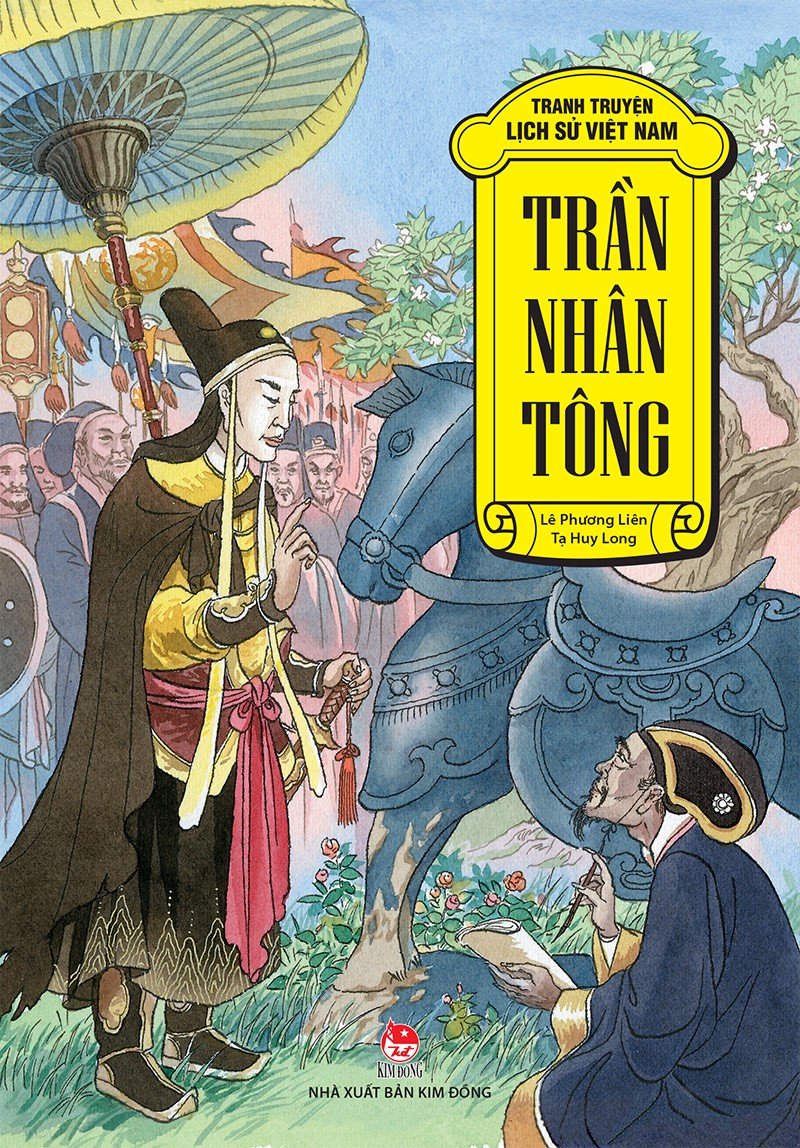 TRANH TRUYỆN
LỊCH SỬ VIỆT NAM
TRẦN
NHÂN
TÔNG
Lê Phương Liên
Tạ Huy Long
KIM ĐỒNG
NHÀ XUẤT BẢN KIM ĐỒNG